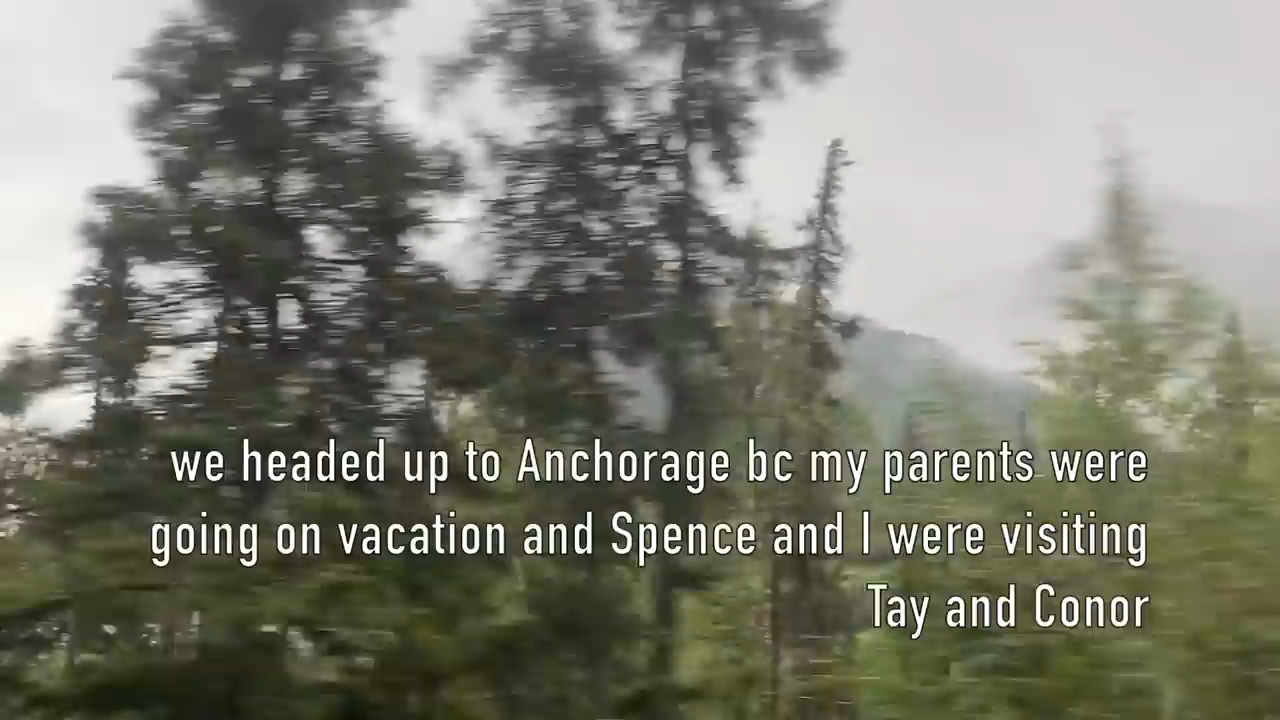 we headed up to Anchorage bc my parents were
going on vacation and Spence and I were visiting
Tay and Conor